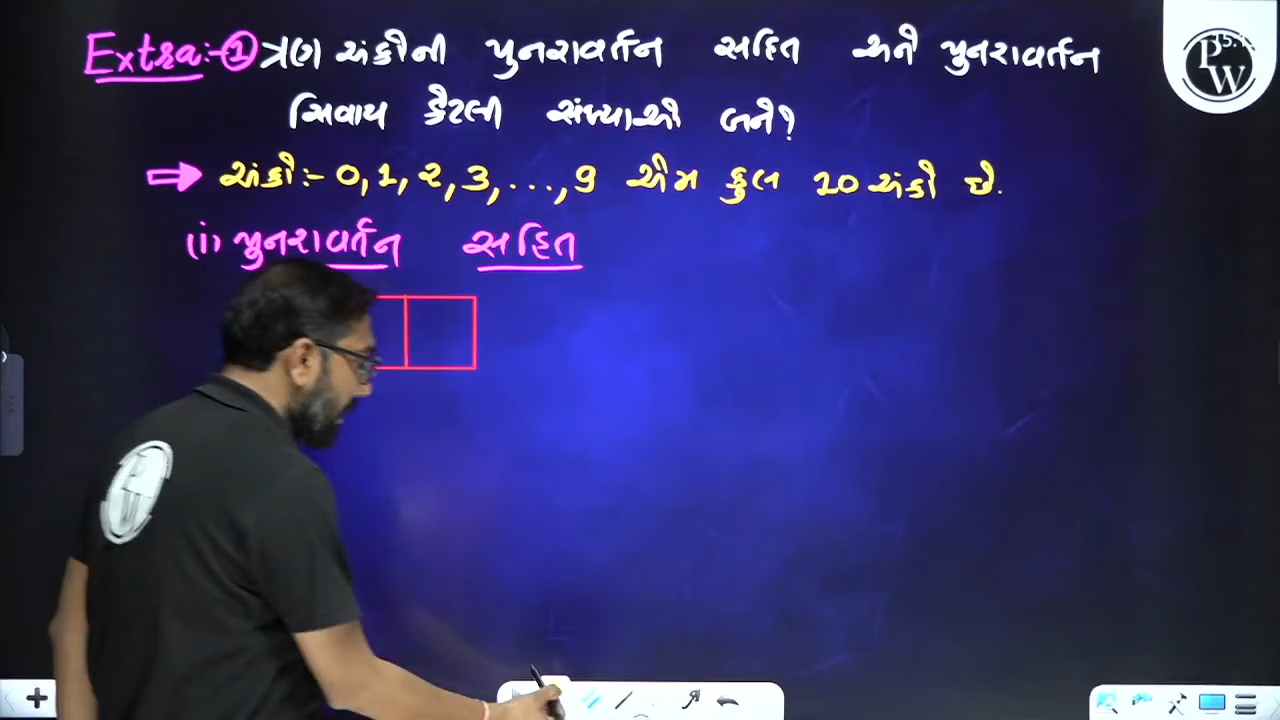 Extra:- ① ત્રણ અંકોની પુનરાવર્તન સહિત અને પુનરાવર્તન
સિવાય કેટલી સંખ્યાઓ બને?
⇒ અંકો:- 0, 1, 2, 3, ..., 9 એમ કુલ 10 અંકો છે.
(i) પુનરાવર્તન સહિત
PW